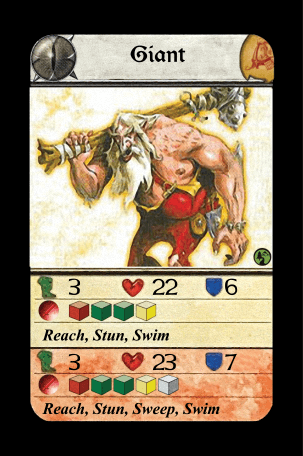 Giant
3 22 6
Reach, Stun, Swim
3 23 7
Reach, Stun, Sweep, Swim